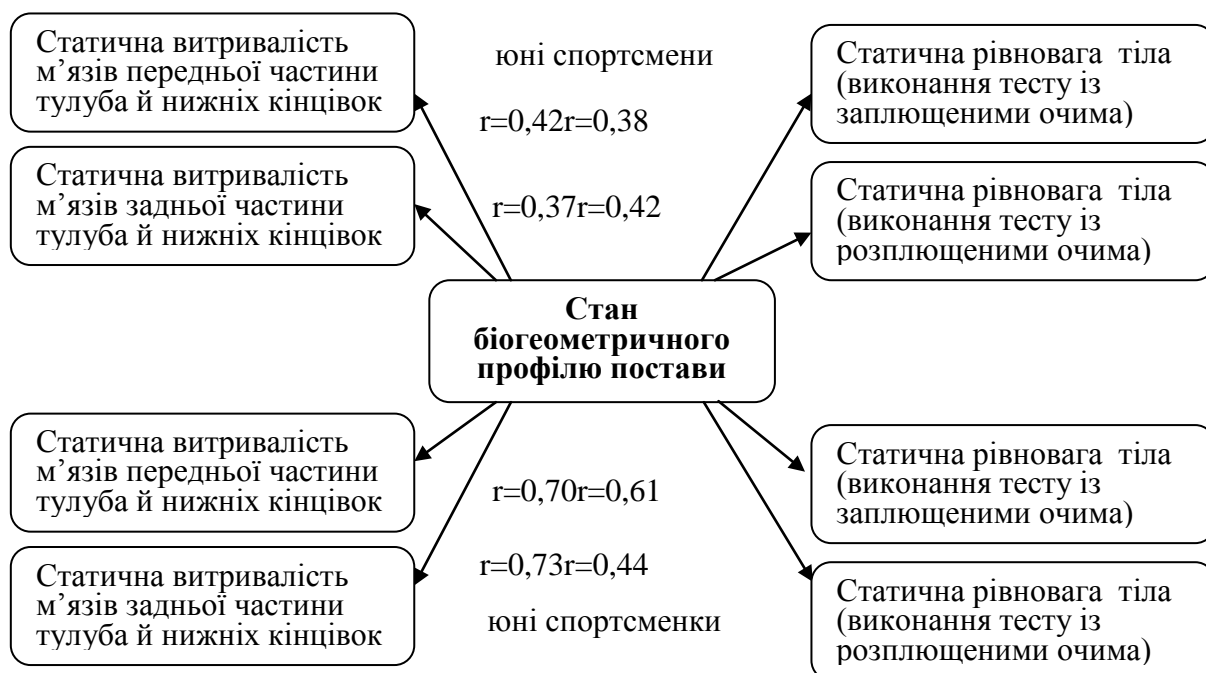 Статична витривалість
м’язів передньої частини
тулуба й нижніх кінцівок
юні спортсмени
Статична рівновага тіла
(виконання тесту із
заплющеними очима)
r=0,42r=0,38
Статична витривалість
м’язів задньої частини
тулуба й нижніх кінцівок
r=0,37r=0,42
Статична рівновага тіла
(виконання тесту із
розплющеними очима)
Стан
біогеометричного
профілю постави
Статична витривалість
м’язів передньої частини
тулуба й нижніх кінцівок
r=0,70r=0,61
Статична рівновага тіла
(виконання тесту із
заплющеними очима)
Статична витривалість
м’язів задньої частини
тулуба й нижніх кінцівок
r=0,73r=0,44
юні спортсменки
Статична рівновага тіла
(виконання тесту із
розплющеними очима)